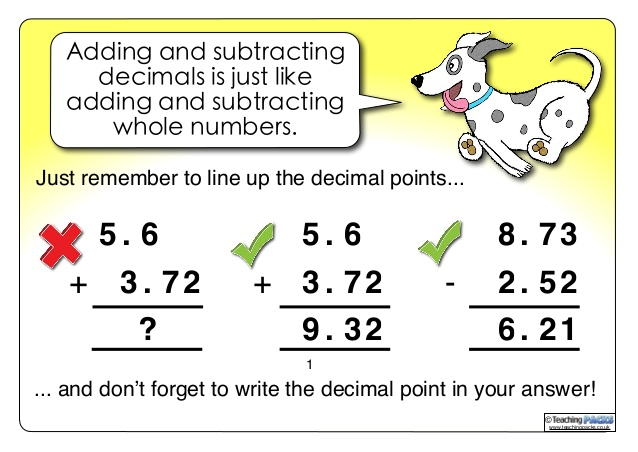 Adding and subtracting
decimals is just like
adding and subtracting
whole numbers.
Just remember to line up the decimal points...
5.6
+ 3.72
?
5.6
+ 3.72
9.32
1
8.73
- 2.52
6.21
... and don't forget to write the decimal point in your answer!
© Teaching PACKS
www.teachingpacks.co.uk